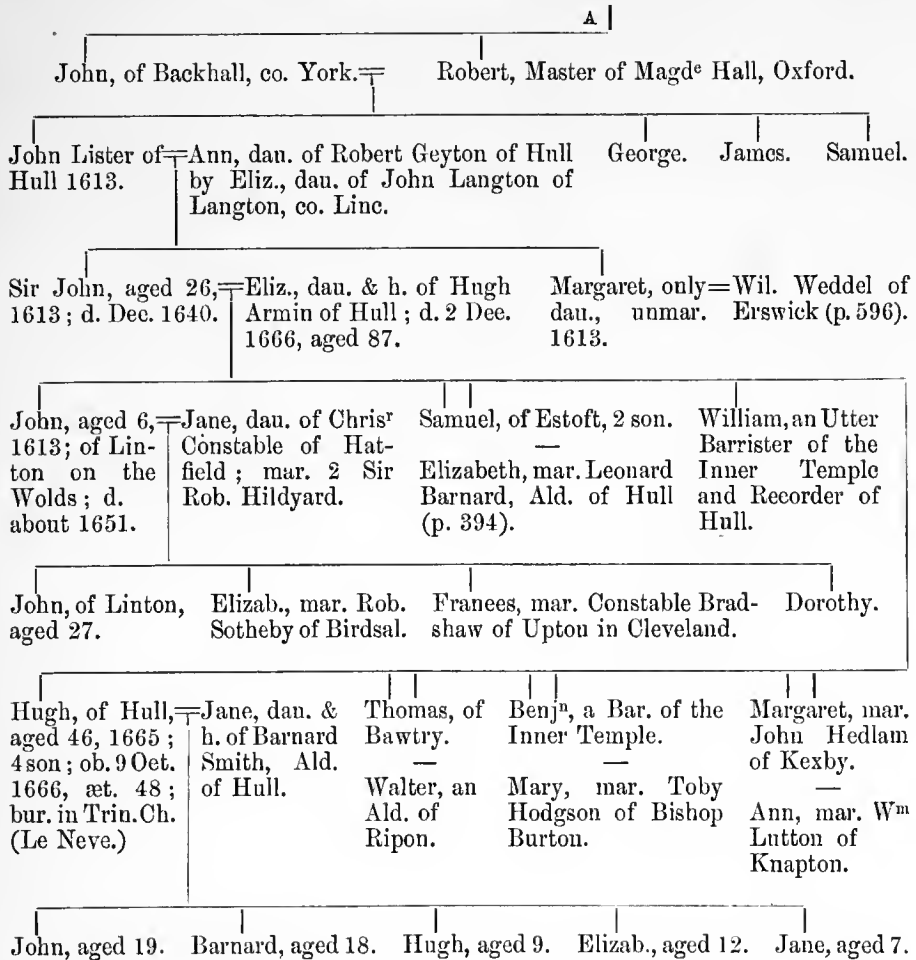 A
John, of Backhall, co. York.
Robert, Master of Magdᵉ Hall, Oxford.
John Lister of
Hull 1613.
Ann, dau. of Robert Geyton of Hull
by Eliz., dau. of John Langton of
Langton, co. Linc.
George.
James.
Samuel.
Sir John, aged 26,
1613; d. Dec. 1640.
Eliz., dau. & h. of Hugh
Armin of Hull; d. 2 Dec.
1666, aged 87.
Margaret, only
dau., unmar.
1613.
Wil. Weddel of
Erswick (p. 596).
John, aged 6,
1613; of Lin-
ton on the
Wolds; d.
about 1651.
Jane, dau. of Chrisʳ
Constable of Hat-
field; mar. 2 Sir
Rob. Hildyard.
Samuel, of Estoft, 2 son.
—
Elizabeth, mar. Leonard
Barnard, Ald. of Hull
(p. 394).
William, an Utter
Barrister of the
Inner Temple
and Recorder of
Hull.
John, of Linton,
aged 27.
Elizab., mar. Rob.
Sotheby of Birdsal.
Frances, mar. Constable Brad-
shaw of Upton in Cleveland.
Dorothy.
Hugh, of Hull,
aged 46, 1665;
4 son; ob. 9 Oct.
1666, æt. 48;
bur. in Trin. Ch.
(Le Neve.)
Jane, dau. &
h. of Barnard
Smith, Ald.
of Hull.
Thomas, of
Bawtry.
—
Walter, an
Ald. of
Ripon.
Benjⁿ, a Bar. of the
Inner Temple.
—
Mary, mar. Toby
Hodgson of Bishop
Burton.
Margaret, mar.
John Hedlam
of Kexby.
—
Ann, mar. Wᵐ
Lutton of
Knapton.
John, aged 19.
Barnard, aged 18.
Hugh, aged 9.
Elizab., aged 12.
Jane, aged 7.